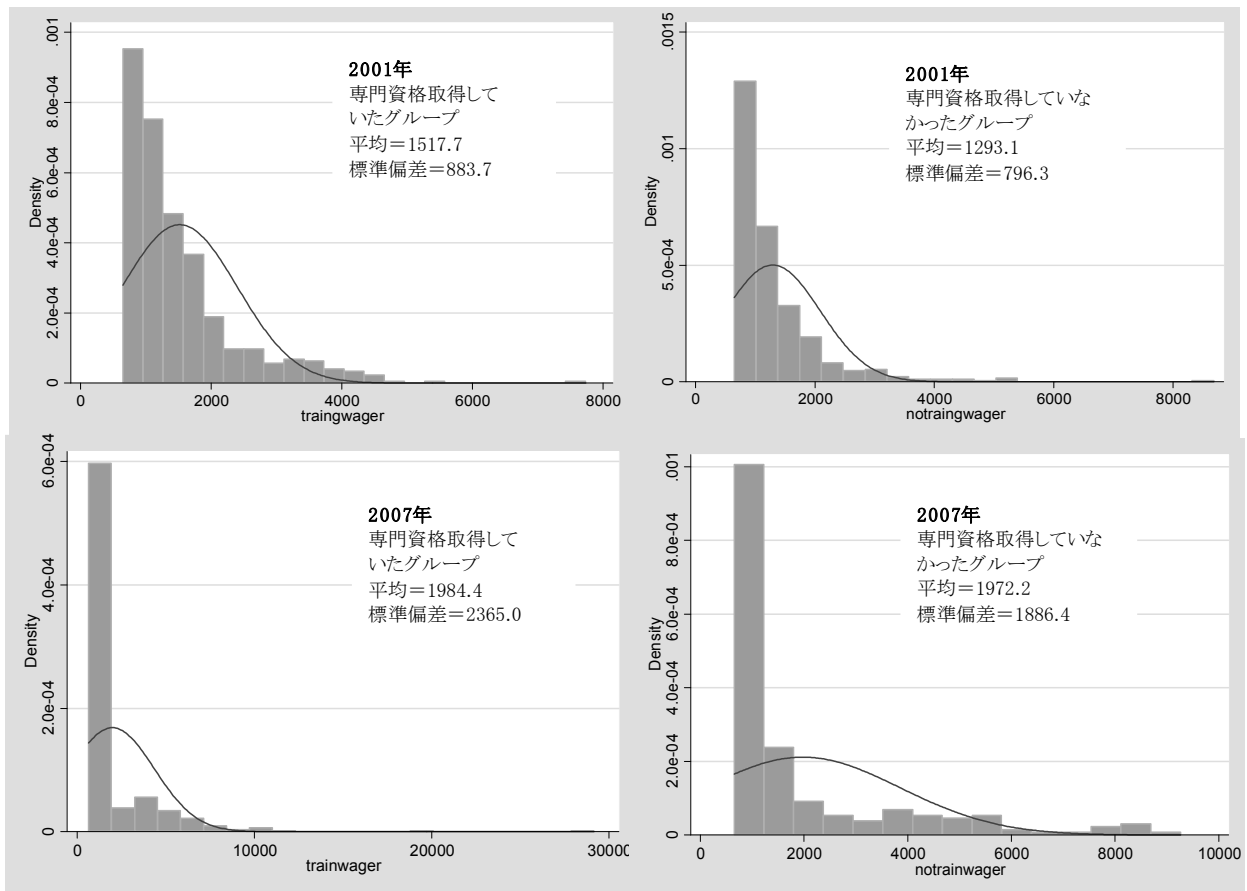 .001
8.0e-04
6.0e-04
4.0e-04
2.0e-04
0
Density
2001年
専門資格取得して
いたグループ
平均＝1517.7
標準偏差＝883.7
0 2000 4000 6000 8000
traingwager
.0015
.001
5.0e-04
0
Density
2001年
専門資格取得していな
かったグループ
平均＝1293.1
標準偏差＝796.3
0 2000 4000 6000 8000
notraingwager
6.0e-04
4.0e-04
2.0e-04
0
Density
2007年
専門資格取得して
いたグループ
平均＝1984.4
標準偏差＝2365.0
0 10000 20000 30000
trainwager
.001
8.0e-04
6.0e-04
4.0e-04
2.0e-04
0
Density
2007年
専門資格取得していな
かったグループ
平均＝1972.2
標準偏差＝1886.4
0 2000 4000 6000 8000 10000
notrainwager